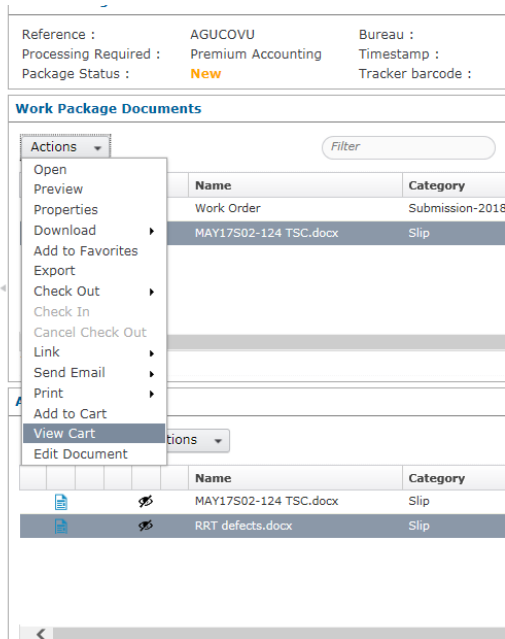 Reference : AGUCOVU Bureau :
Processing Required : Premium Accounting Timestamp :
Package Status : New Tracker barcode :
Work Package Documents
Actions Filter
Name Category
Work Order Submission-2018
MAY17S02-124 TSC.docx Slip
Open
Preview
Properties
Download
Add to Favorites
Export
Check Out
Check In
Cancel Check Out
Link
Send Email
Print
Add to Cart
View Cart
Edit Document
Name Category
MAY17S02-124 TSC.docx Slip
RRT defects.docx Slip